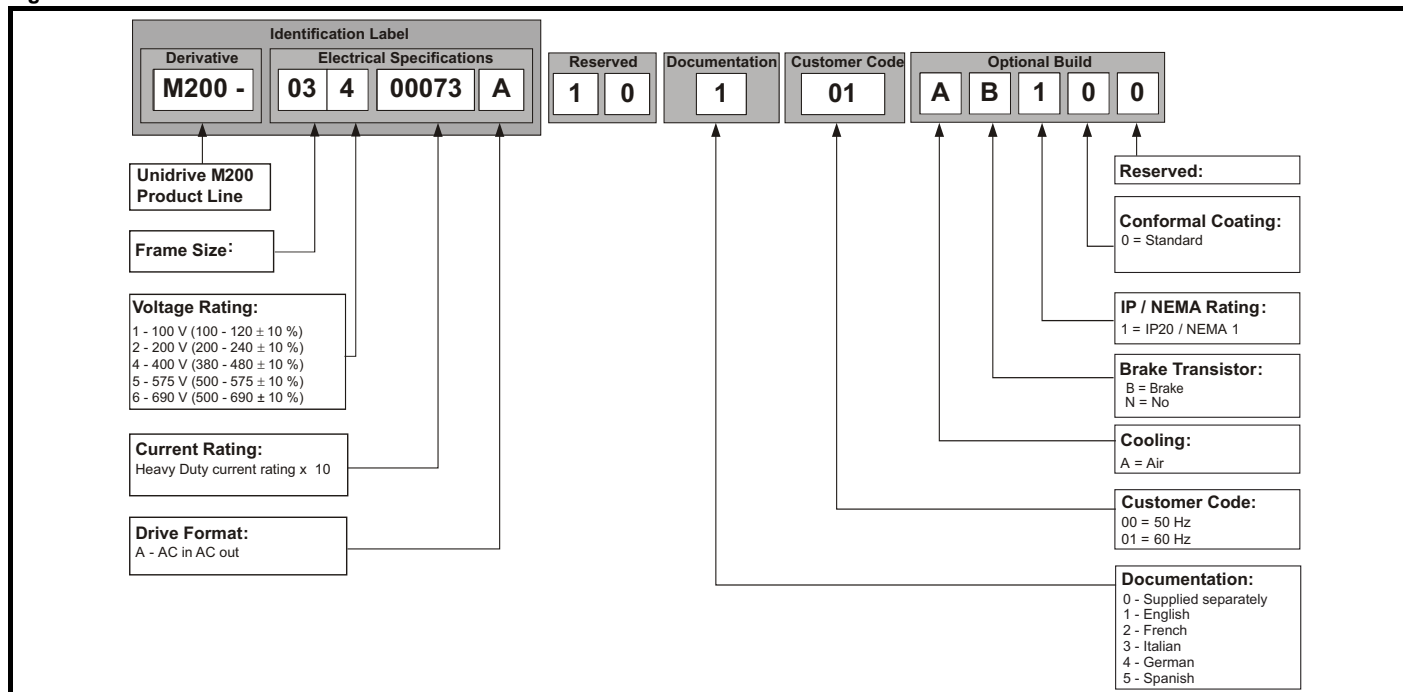 Identification Label
Derivative
Electrical Specifications
Reserved
Documentation
Customer Code
Optional Build
M200 -
03
4
00073
A
1
0
1
01
A
B
1
0
0
Unidrive M200
Product Line
Frame Size:
Voltage Rating:
1 - 100 V (100 - 120 ± 10 %)
2 - 200 V (200 - 240 ± 10 %)
4 - 400 V (380 - 480 ± 10 %)
5 - 575 V (500 - 575 ± 10 %)
6 - 690 V (500 - 690 ± 10 %)
Current Rating:
Heavy Duty current rating x 10
Drive Format:
A - AC in AC out
Reserved:
Conformal Coating:
0 = Standard
IP / NEMA Rating:
1 = IP20 / NEMA 1
Brake Transistor:
B = Brake
N = No
Cooling:
A = Air
Customer Code:
00 = 50 Hz
01 = 60 Hz
Documentation:
0 - Supplied separately
1 - English
2 - French
3 - Italian
4 - German
5 - Spanish